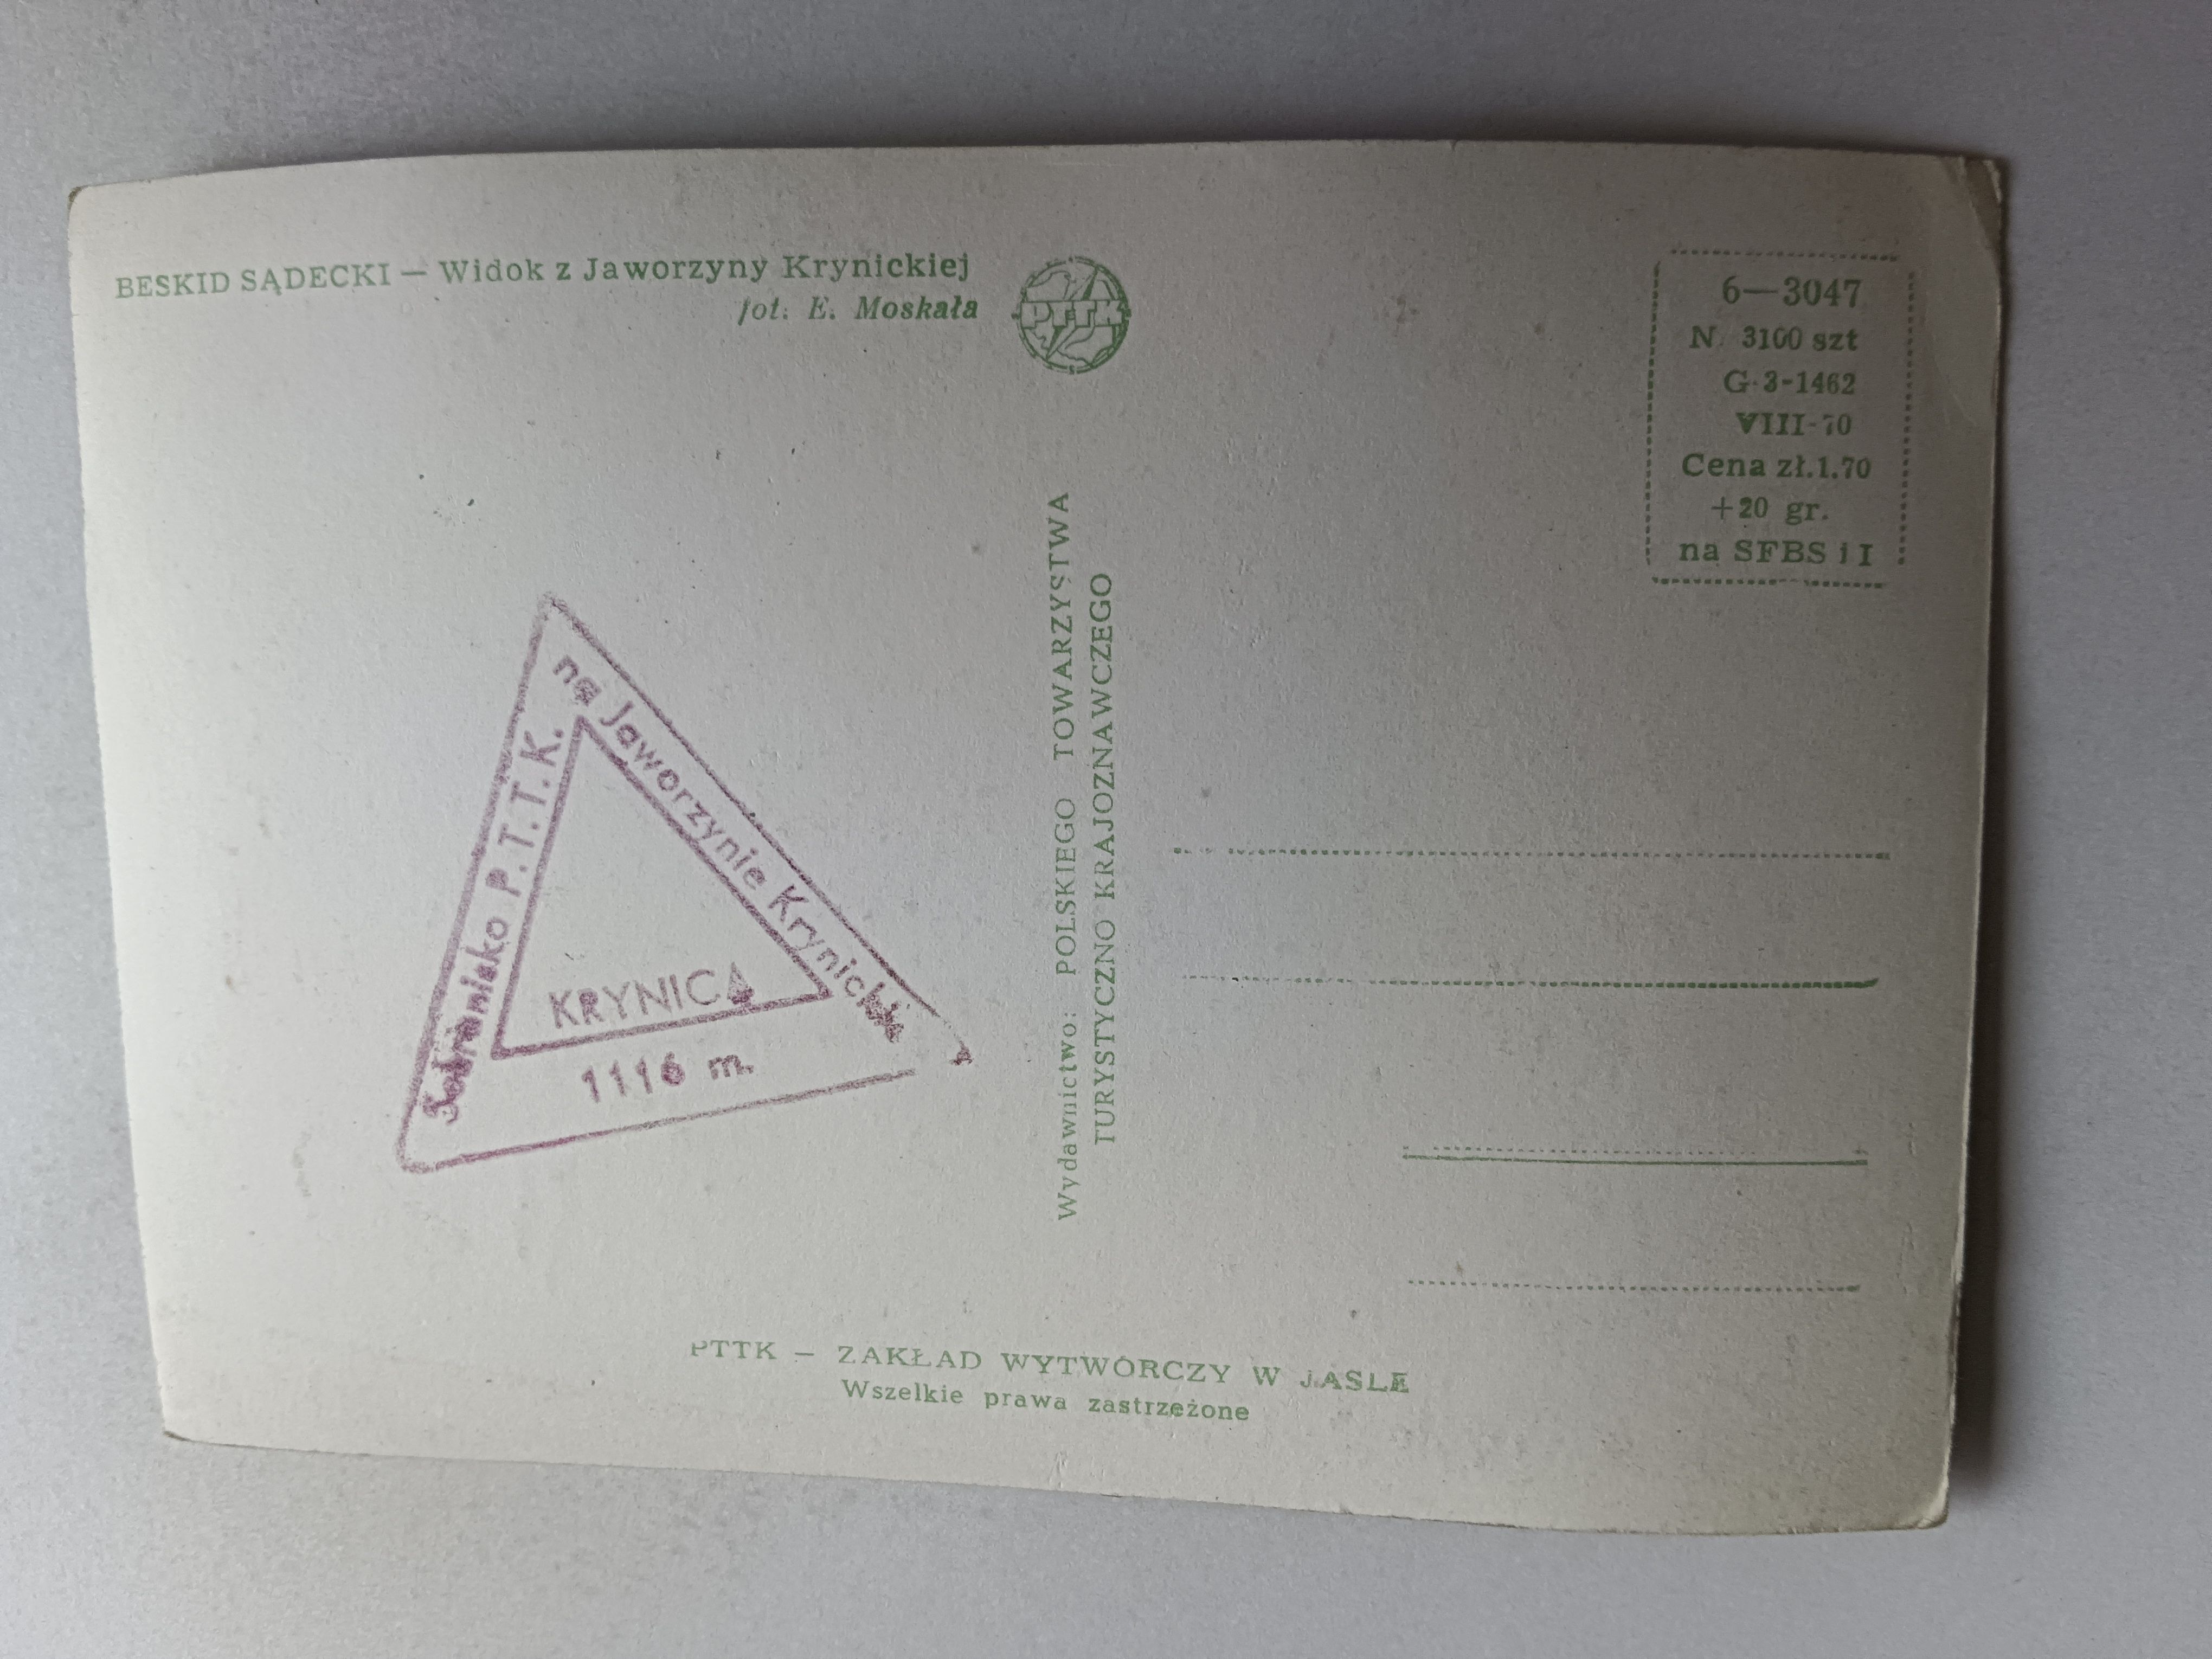 BESKID SĄDECKI — Widok z Jaworzyny Krynickiej
fot: E. Moskała
PTTK
6—3047
N. 3100 szt
G-3-1462
VIII-70
Cena zł.1.70
+20 gr.
na SFBS i I
Wydawnictwo: POLSKIEGO TOWARZYSTWA
TURYSTYCZNO KRAJOZNAWCZEGO
Schronisko P.T.T.K.
na Jaworzynie Krynickiej
KRYNICA
1116 m.
PTTK — ZAKŁAD WYTWÓRCZY W JAŚLE
Wszelkie prawa zastrzeżone